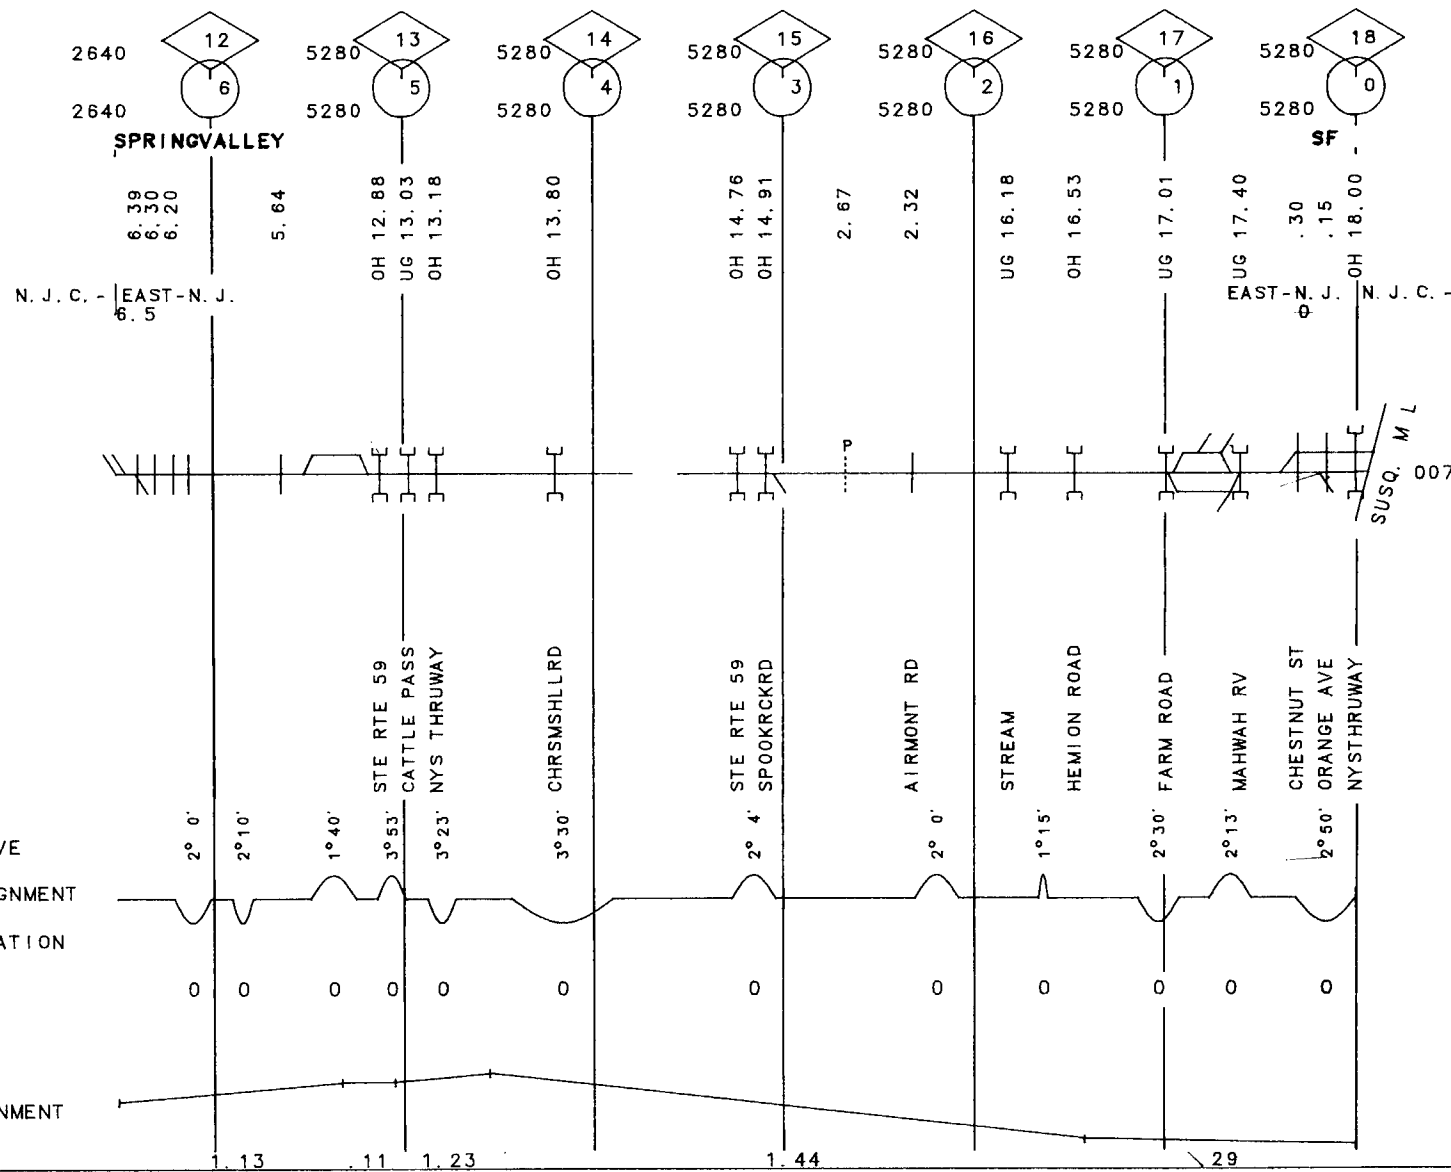 12 13 14 15 16 17 18
2640 5280 5280 5280 5280 5280 5280
6 5 4 3 2 1 0
2640 5280 5280 5280 5280 5280 5280
SPRINGVALLEY SF
6.39
6.30
6.20
5.64
OH 12.88
UG 13.03
OH 13.18
OH 13.80
OH 14.76
OH 14.91
2.67
2.32
UG 16.18
OH 16.53
UG 17.01
UG 17.40
.30
.15
OH 18.00
N.J.C.- EAST-N.J. EAST-N.J. N.J.C.-
6.5 0
P
SUSQ. M L
007
STE RTE 59
CATTLE PASS
NYS THRUWAY
CHRSMSHLLRD
STE RTE 59
SPOOKRCKRD
AIRMONT RD
STREAM
HEMION ROAD
FARM ROAD
MAHWAH RV
CHESTNUT ST
ORANGE AVE
NYSTHRUWAY
VE 2° 0' 2°10' 1°40' 3°53' 3°23' 3°30' 2° 4' 2° 0' 1°15' 2°30' 2°13' 2°50'
GNMENT
ATION
0 0 0 0 0 0 0 0 0 0 0 0
NMENT
1.13 .11 1.23 1.44 .29